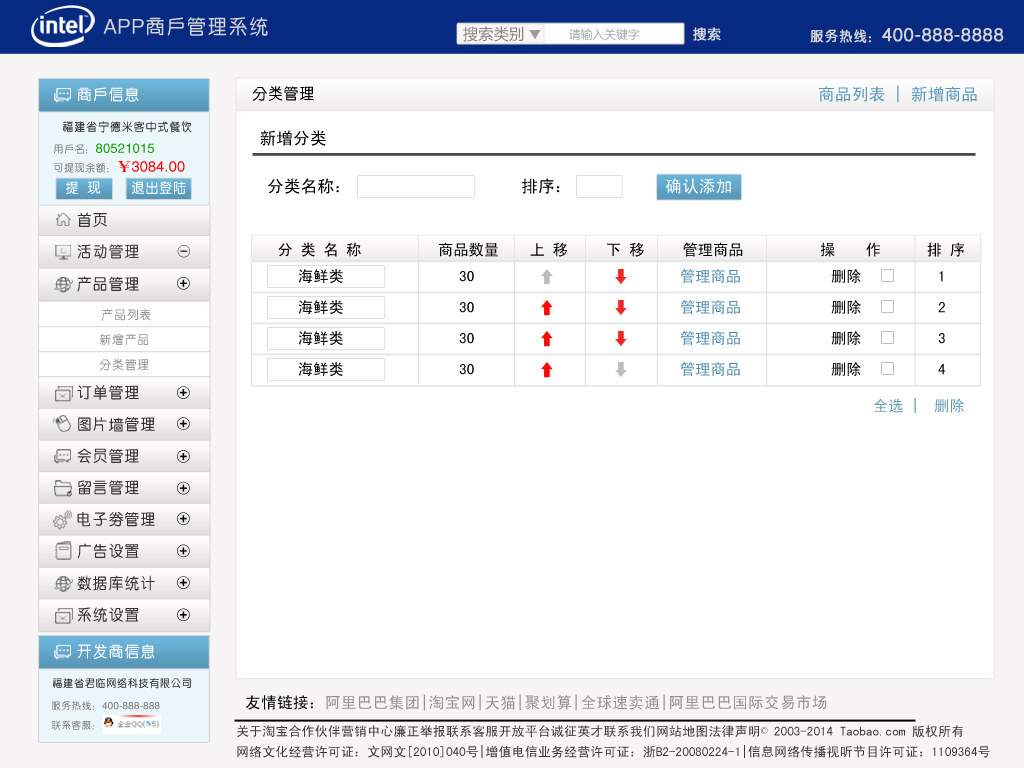 intel APP商戶管理系统
搜索类别▼ 请输入关键字 搜索
服务热线: 400-888-8888
商戶信息
福建省宁德米客中式餐饮
用戶名: 80521015
可提现余额: ¥3084.00
提 现 退出登陆
首页
活动管理
产品管理
产品列表
新增产品
分类管理
订单管理
图片墙管理
会员管理
留言管理
电子劵管理
广告设置
数据库统计
系统设置
开发商信息
福建省君临网络科技有限公司
服务热线: 400-888-888
联系客服: 企业QQ(5)
分类管理 商品列表 | 新增商品
新增分类
分类名称: 排序: 确认添加
分 类 名 称 商品数量 上 移 下 移 管理商品 操 作 排 序
海鲜类 30 管理商品 删除 1
海鲜类 30 管理商品 删除 2
海鲜类 30 管理商品 删除 3
海鲜类 30 管理商品 删除 4
全选 | 删除
友情链接: 阿里巴巴集团|淘宝网|天猫|聚划算|全球速卖通|阿里巴巴国际交易市场
关于淘宝合作伙伴营销中心廉正举报联系客服开放平台诚征英才联系我们网站地图法律声明© 2003-2014 Taobao.com 版权所有
网络文化经营许可证: 文网文[2010]040号|增值电信业务经营许可证: 浙B2-20080224-1|信息网络传播视听节目许可证: 1109364号